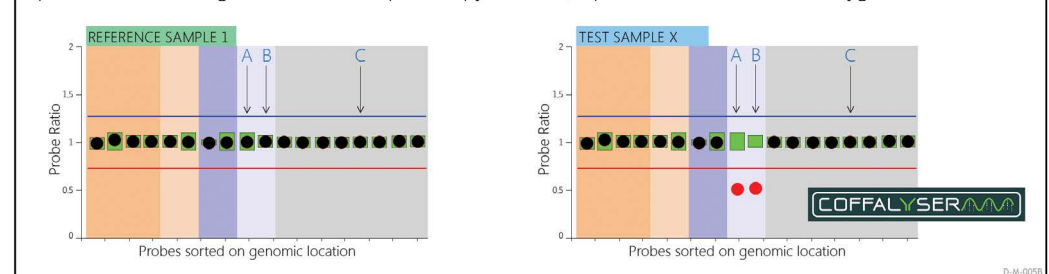 REFERENCE SAMPLE 1
A B C
2
1.5
1
0.5
0
Probe Ratio
Probes sorted on genomic location
TEST SAMPLE X
A B C
2
1.5
1
0.5
0
Probe Ratio
Probes sorted on genomic location
COFFALYSER
D-M-005B